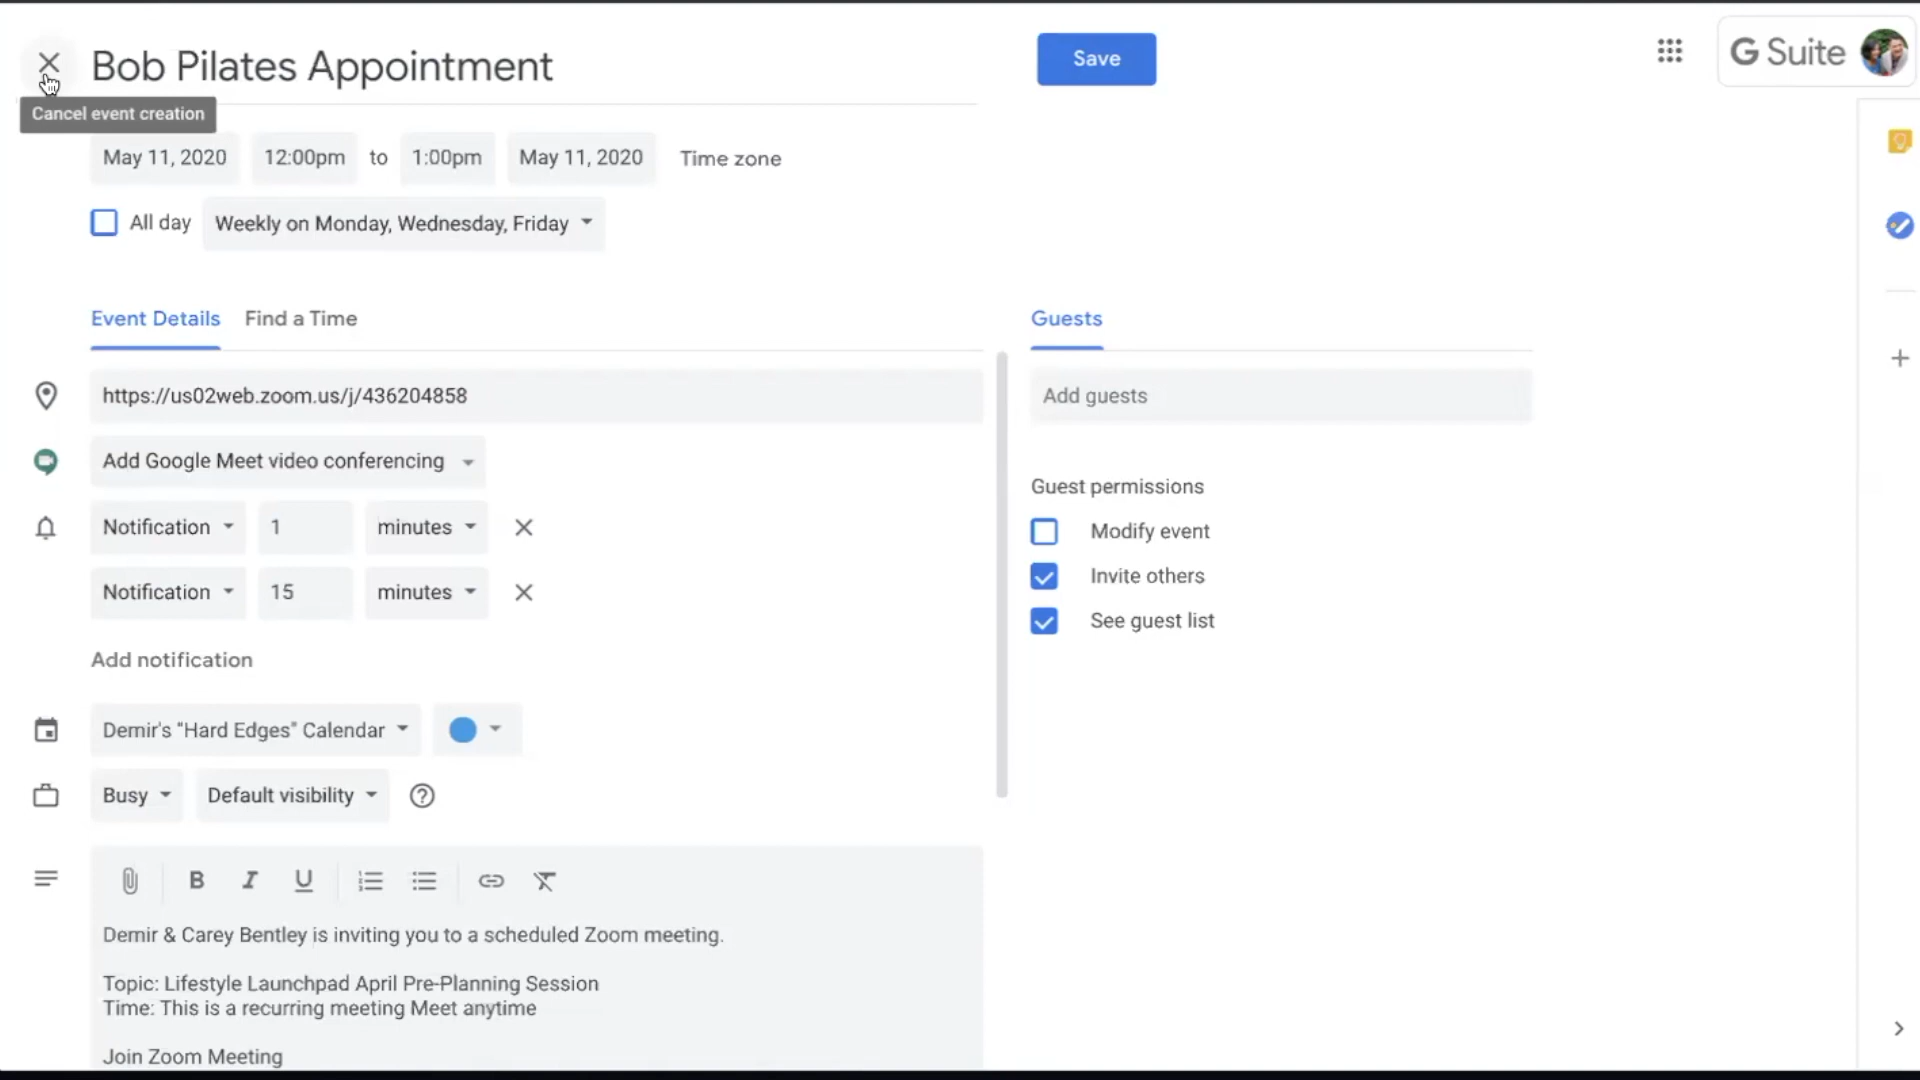 Bob Pilates Appointment
Save
G Suite
Cancel event creation
May 11, 2020 12:00pm to 1:00pm May 11, 2020 Time zone
All day Weekly on Monday, Wednesday, Friday
Event Details Find a Time
Guests
https://us02web.zoom.us/j/436204858
Add guests
Add Google Meet video conferencing
Guest permissions
Notification 1 minutes
Modify event
Invite others
Notification 15 minutes
See guest list
Add notification
Demir's "Hard Edges" Calendar
Busy Default visibility
B I U
Demir & Carey Bentley is inviting you to a scheduled Zoom meeting.
Topic: Lifestyle Launchpad April Pre-Planning Session
Time: This is a recurring meeting Meet anytime
Join Zoom Meeting